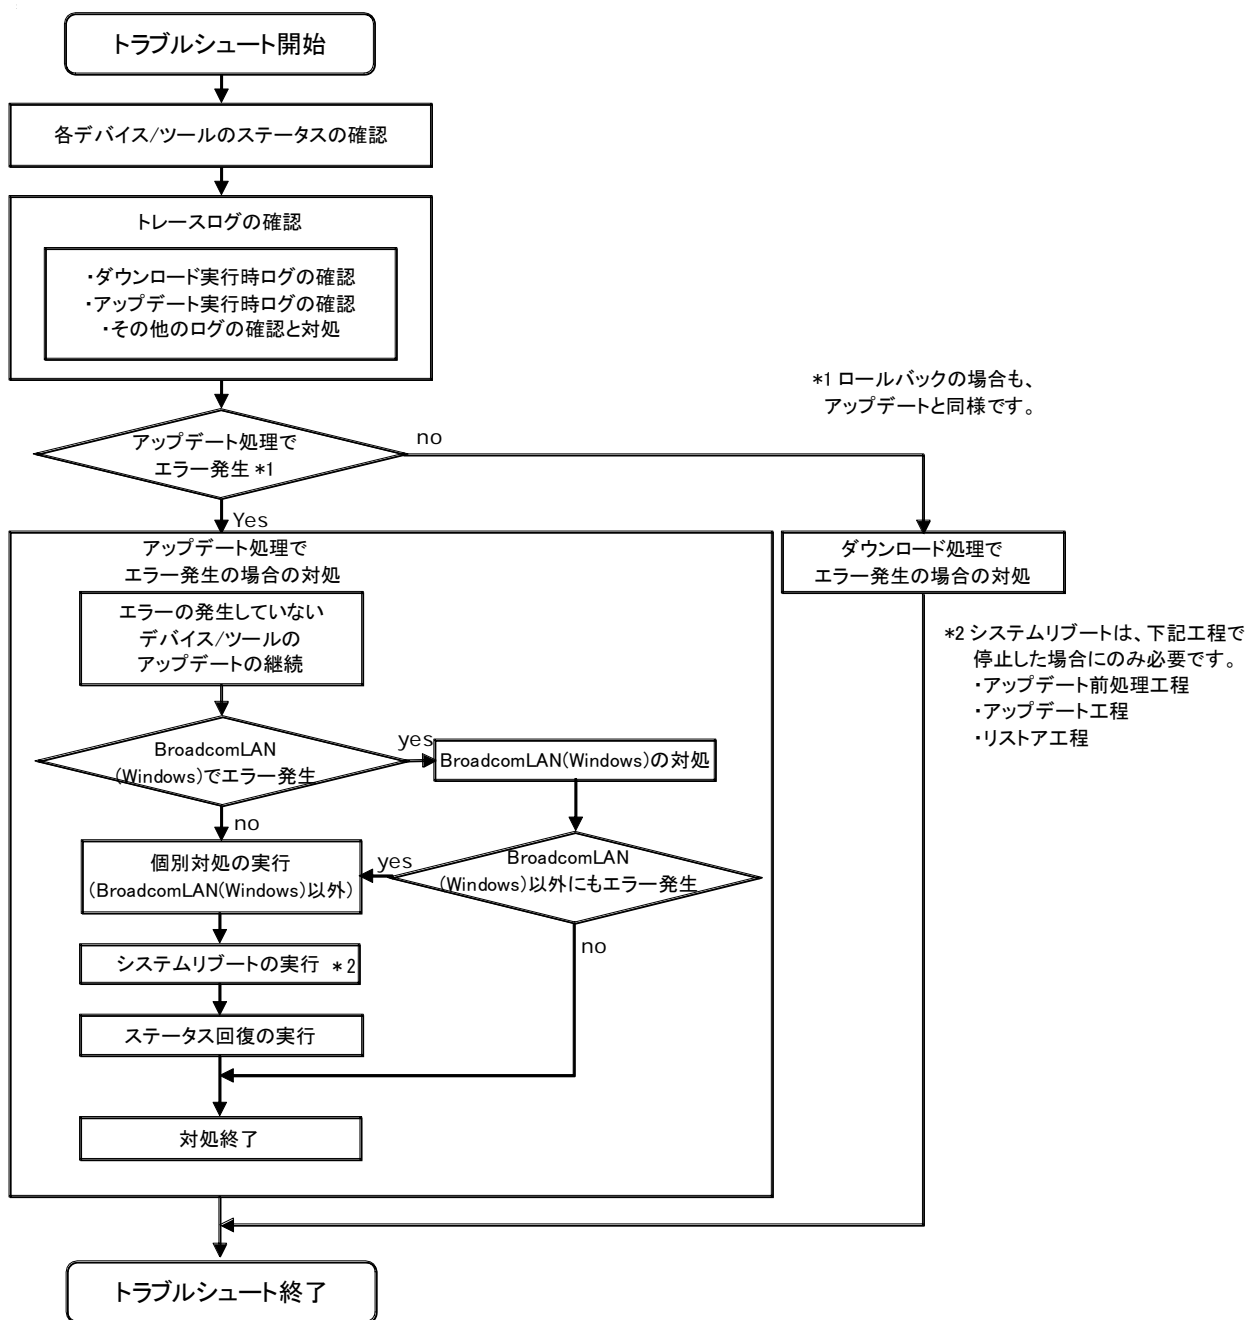 トラブルシュート開始
各デバイス/ツールのステータスの確認
トレースログの確認
・ダウンロード実行時ログの確認
・アップデート実行時ログの確認
・その他のログの確認と対処
*1 ロールバックの場合も、
アップデートと同様です。
アップデート処理で
エラー発生 *1
no
Yes
アップデート処理で
エラー発生の場合の対処
ダウンロード処理で
エラー発生の場合の対処
エラーの発生していない
デバイス/ツールの
アップデートの継続
*2 システムリブートは、下記工程で
停止した場合にのみ必要です。
・アップデート前処理工程
・アップデート工程
・リストア工程
BroadcomLAN
(Windows)でエラー発生
yes
BroadcomLAN(Windows)の対処
no
個別対処の実行
(BroadcomLAN(Windows)以外)
yes
BroadcomLAN
(Windows)以外にもエラー発生
no
システムリブートの実行 *2
ステータス回復の実行
対処終了
トラブルシュート終了